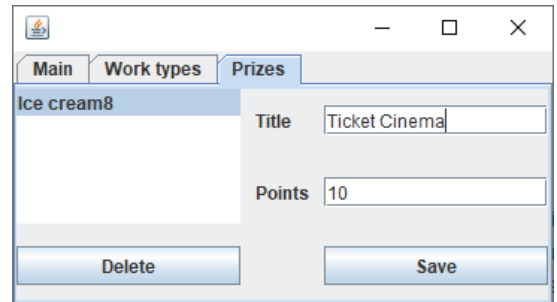 Main Work types Prizes
Ice cream8
Title Ticket Cinema
Points 10
Delete Save